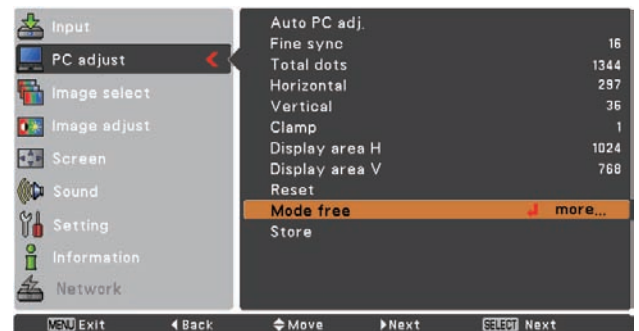 Input
PC adjust
Image select
Image adjust
Screen
Sound
Setting
Information
Network
Auto PC adj.
Fine sync 16
Total dots 1344
Horizontal 297
Vertical 36
Clamp 1
Display area H 1024
Display area V 768
Reset
Mode free more...
Store
MENU Exit Back Move Next SELECT Next